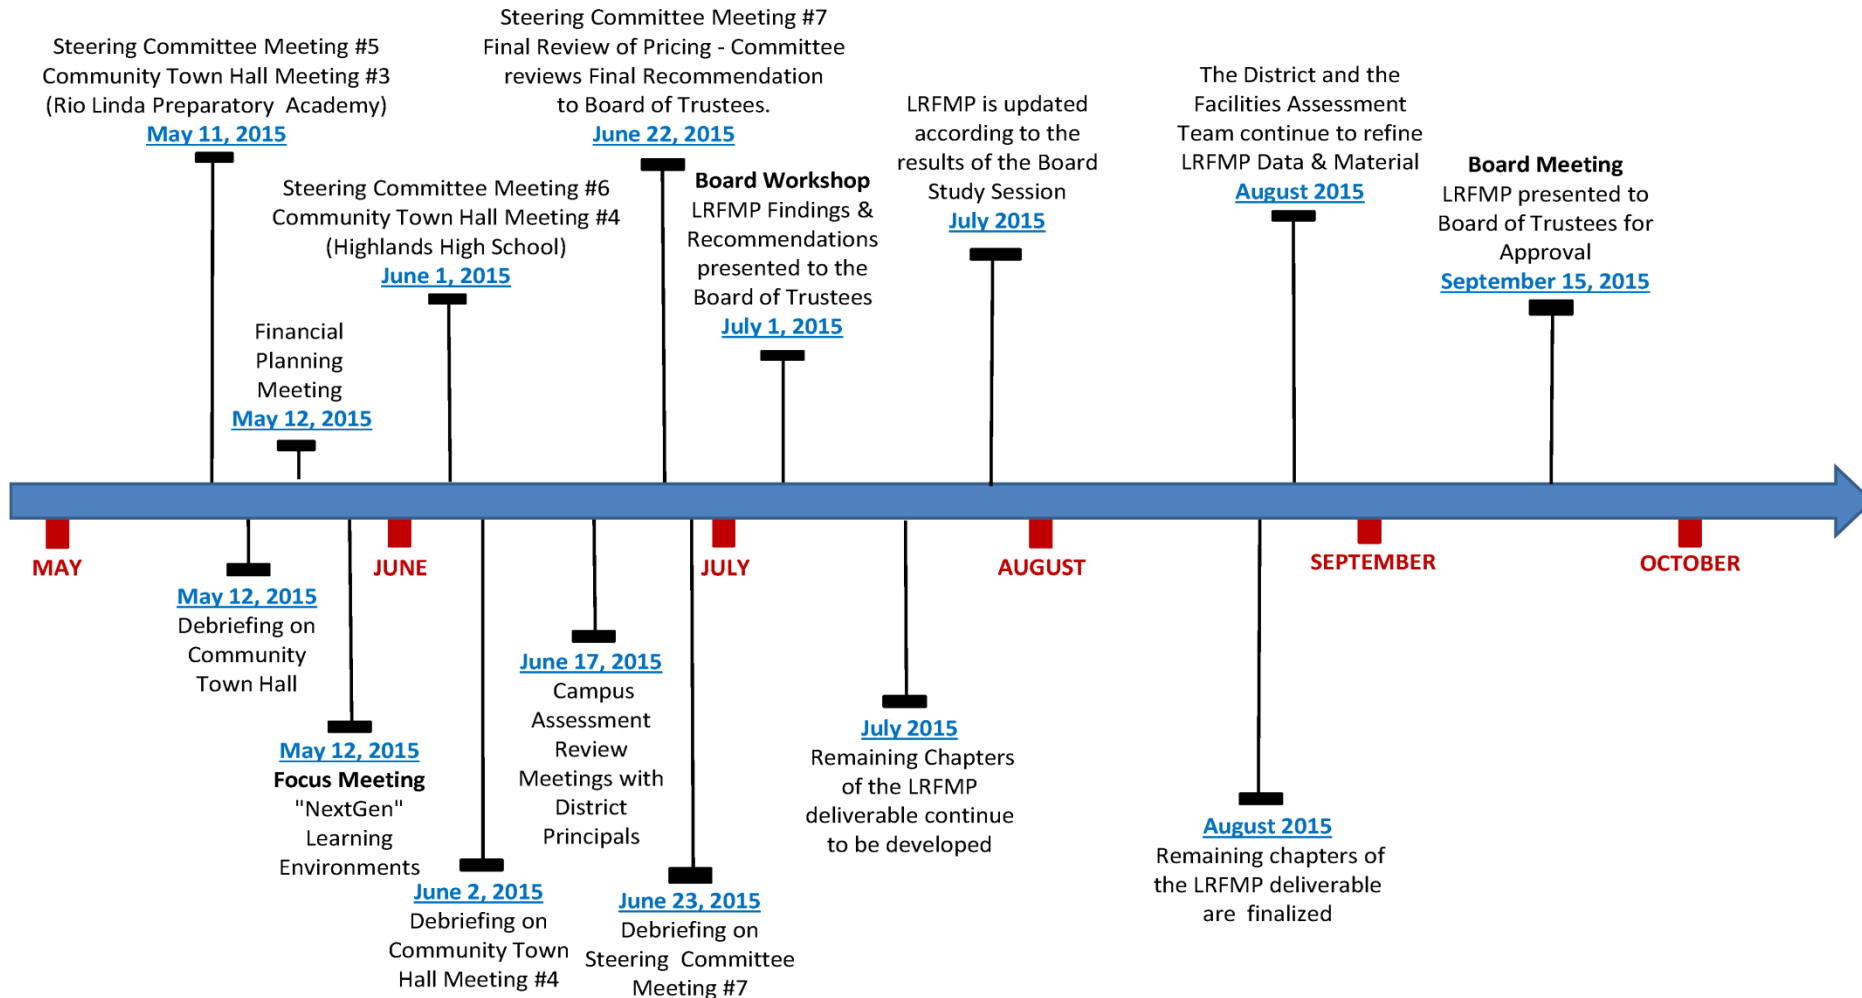 Steering Committee Meeting #5
Community Town Hall Meeting #3
(Rio Linda Preparatory Academy)
May 11, 2015
Financial
Planning
Meeting
May 12, 2015
Steering Committee Meeting #6
Community Town Hall Meeting #4
(Highlands High School)
June 1, 2015
Steering Committee Meeting #7
Final Review of Pricing - Committee
reviews Final Recommendation
to Board of Trustees.
June 22, 2015
Board Workshop
LRFMP Findings &
Recommendations
presented to the
Board of Trustees
July 1, 2015
LRFMP is updated
according to the
results of the Board
Study Session
July 2015
The District and the
Facilities Assessment
Team continue to refine
LRFMP Data & Material
August 2015
Board Meeting
LRFMP presented to
Board of Trustees for
Approval
September 15, 2015
MAY
JUNE
JULY
AUGUST
SEPTEMBER
OCTOBER
May 12, 2015
Debriefing on
Community
Town Hall
May 12, 2015
Focus Meeting
"NextGen"
Learning
Environments
June 2, 2015
Debriefing on
Community Town
Hall Meeting #4
June 17, 2015
Campus
Assessment
Review
Meetings with
District
Principals
June 23, 2015
Debriefing on
Steering Committee
Meeting #7
July 2015
Remaining Chapters
of the LRFMP
deliverable continue
to be developed
August 2015
Remaining chapters of
the LRFMP deliverable
are finalized